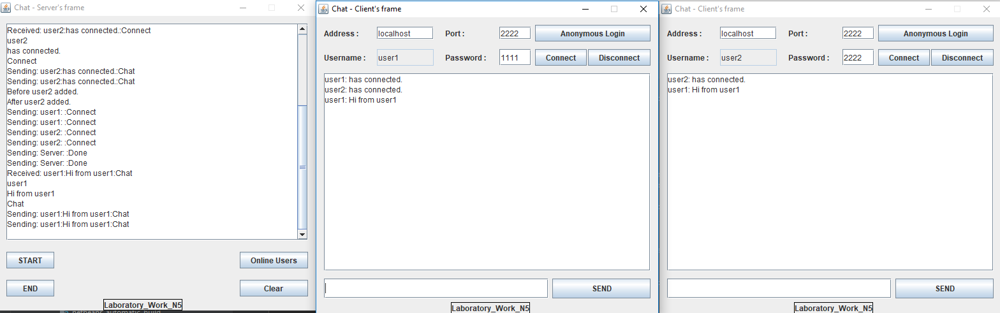 Chat - Server's frame
Received: user2:has connected.:Connect
user2
has connected.
Connect
Sending: user2:has connected.:Chat
Sending: user2:has connected.:Chat
Before user2 added.
After user2 added.
Sending: user1: :Connect
Sending: user1: :Connect
Sending: user2: :Connect
Sending: user2: :Connect
Sending: Server: :Done
Sending: Server: :Done
Received: user1:Hi from user1:Chat
user1
Hi from user1
Chat
Sending: user1:Hi from user1:Chat
Sending: user1:Hi from user1:Chat
START
Online Users
END
Clear
Laboratory_Work_N5
netbeans_automatic_build
Chat - Client's frame
Address : localhost Port : 2222 Anonymous Login
Username : user1 Password : 1111 Connect Disconnect
user1: has connected.
user2: has connected.
user1: Hi from user1
SEND
Laboratory_Work_N5
Chat - Client's frame
Address : localhost Port : 2222 Anonymous Login
Username : user2 Password : 2222 Connect Disconnect
user2: has connected.
user1: Hi from user1
SEND
Laboratory_Work_N5